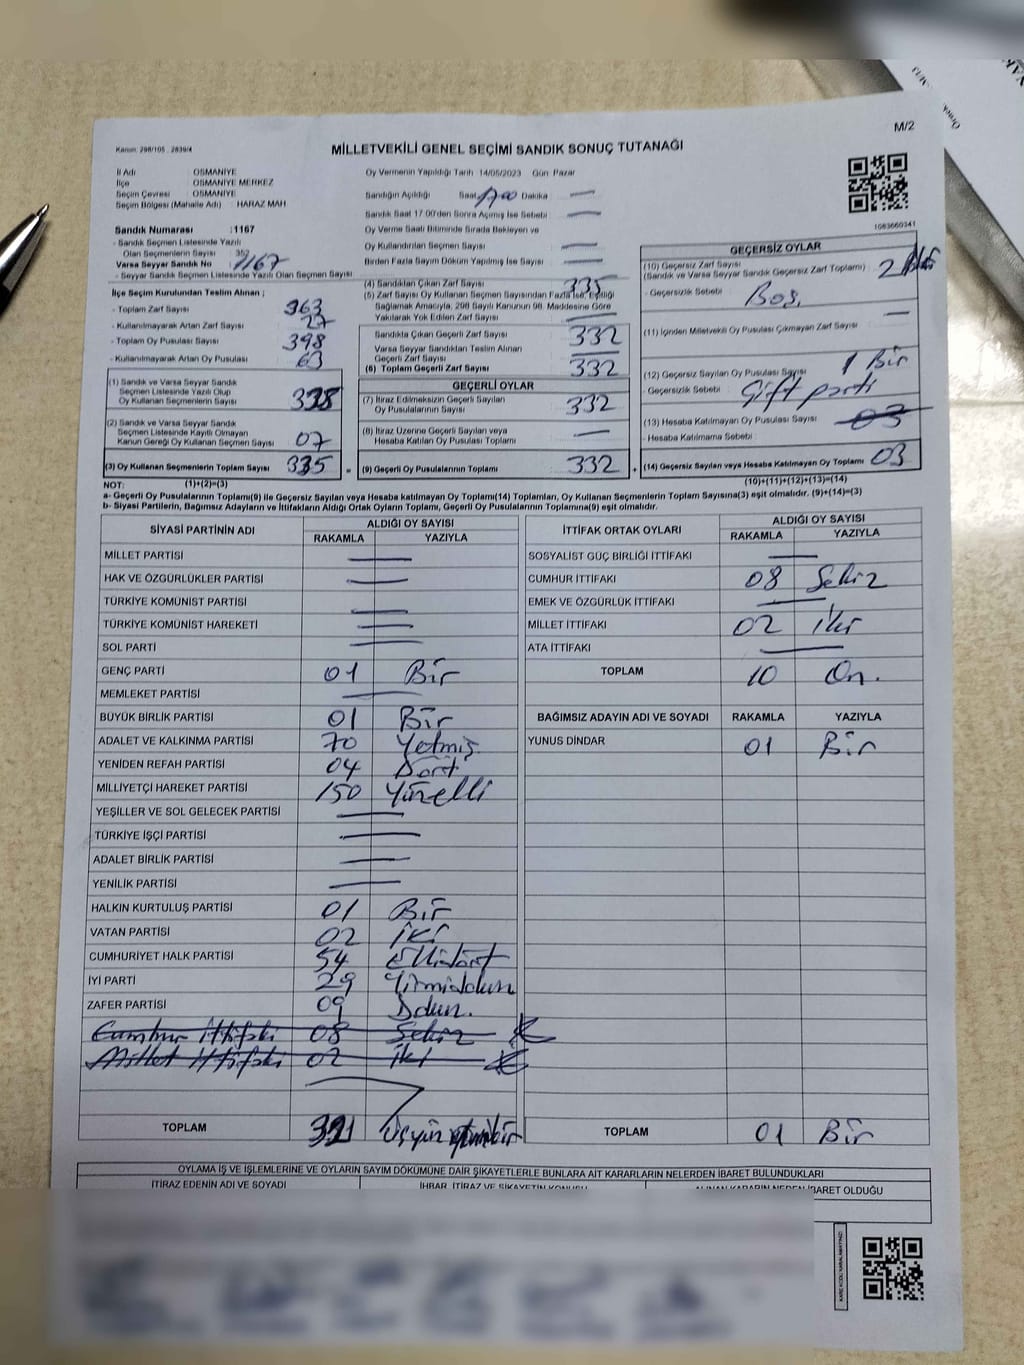 M/2
Kanun: 298/105, 2839/4
MİLLETVEKİLİ GENEL SEÇİMİ SANDIK SONUÇ TUTANAĞI
İl Adı OSMANİYE
İlçe OSMANİYE MERKEZ
Seçim Çevresi OSMANİYE
Seçim Bölgesi (Mahalle Adı) HARAZ MAH
Sandık Numarası :1167
- Sandık Seçmen Listesinde Yazılı
Olan Seçmenlerin Sayısı 352
Varsa Seyyar Sandık No 1167
- Seyyar Sandık Seçmen Listesinde Yazılı Olan Seçmen Sayısı
Oy Vermenin Yapıldığı Tarih 14/05/2023 Gün Pazar
Sandığın Açıldığı Saat 17:00 Dakika —
Sandık Saat 17.00'den Sonra Açımış İse Sebebi —
Oy Verme Saati Bitiminde Sırada Bekleyen ve
Oy Kullandırılan Seçmen Sayısı —
Birden Fazla Sayım Döküm Yapılmış İse Sayısı —
1083660341
İlçe Seçim Kurulundan Teslim Alınan ;
- Toplam Zarf Sayısı 363
- Kullanılmayarak Artan Zarf Sayısı 27
- Toplam Oy Pusulası Sayısı 398
- Kullanılmayarak Artan Oy Pusulası 63
(1) Sandık ve Varsa Seyyar Sandık
Seçmen Listesinde Yazılı Olup
Oy Kullanan Seçmenlerin Sayısı
(2) Sandık ve Varsa Seyyar Sandık
Seçmen Listesinde Kayıtlı Olmayan
Kanun Gereği Oy Kullanan Seçmen Sayısı 07
(3) Oy Kullanan Seçmenlerin Toplam Sayısı 335
(4) Sandıktan Çıkan Zarf Sayısı 335
(5) Zarf Sayısı Oy Kullanan Seçmen Sayısından Fazla İse, Eşitliği
Sağlamak Amacıyla, 298 Sayılı Kanunun 98. Maddesine Göre
Yakılarak Yok Edilen Zarf Sayısı —
Sandıkta Çıkan Geçerli Zarf Sayısı 332
Varsa Seyyar Sandıktan Teslim Alınan
Geçerli Zarf Sayısı —
(6) Toplam Geçerli Zarf Sayısı 332
GEÇERLİ OYLAR
(7) İtiraz Edilmeksizin Geçerli Sayılan
Oy Pusulalarının Sayısı 332
(8) İtiraz Üzerine Geçerli Sayılan veya
Hesaba Katılan Oy Pusulası Toplamı —
= (9) Geçerli Oy Pusulalarının Toplamı 332
GEÇERSİZ OYLAR
(10) Geçersiz Zarf Sayısı
(Sandık ve Varsa Seyyar Sandık Geçersiz Zarf Toplamı) 2
- Geçersizlik Sebebi Boş.
(11) İçinden Milletvekili Oy Pusulası Çıkmayan Zarf Sayısı —
(12) Geçersiz Sayılan Oy Pusulası Sayısı 1 Bir
- Geçersizlik Sebebi Çift parti
(13) Hesaba Katılmayan Oy Sayısı 03
- Hesaba Katılmama Sebebi
+ (14) Geçersiz Sayılan veya Hesaba Katılmayan Oy Toplamı 03
NOT: (1)+(2)=(3) (10)+(11)+(12)+(13)=(14)
a- Geçerli Oy Pusulalarının Toplamı(9) ile Geçersiz Sayılan veya Hesaba katılmayan Oy Toplamı(14) Toplamları, Oy Kullanan Seçmenlerin Toplam Sayısına(3) eşit olmalıdır. (9)+(14)=(3)
b- Siyasi Partilerin, Bağımsız Adayların ve İttifakların Aldığı Ortak Oyların Toplamı, Geçerli Oy Pusulalarının Toplamına(9) eşit olmalıdır.
SİYASİ PARTİNİN ADI ALDIĞI OY SAYISI
RAKAMLA YAZIYLA
MİLLET PARTİSİ —
HAK VE ÖZGÜRLÜKLER PARTİSİ —
TÜRKİYE KOMÜNİST PARTİSİ —
TÜRKİYE KOMÜNİST HAREKETİ —
SOL PARTİ —
GENÇ PARTİ 01 Bir
MEMLEKET PARTİSİ —
BÜYÜK BİRLİK PARTİSİ 01 Bir
ADALET VE KALKINMA PARTİSİ 70 Yetmiş
YENİDEN REFAH PARTİSİ 04 Dört
MİLLİYETÇİ HAREKET PARTİSİ 150 Yüzelli
YEŞİLLER VE SOL GELECEK PARTİSİ —
TÜRKİYE İŞÇİ PARTİSİ —
ADALET BİRLİK PARTİSİ —
YENİLİK PARTİSİ —
HALKIN KURTULUŞ PARTİSİ 01 Bir
VATAN PARTİSİ 02 İki
CUMHURİYET HALK PARTİSİ 54 Ellidört
İYİ PARTİ 29 Yirmidokuz
ZAFER PARTİSİ 09 Dokuz.
Cumhur İttifakı 08 Sekiz
Millet İttifakı 02 İki
TOPLAM 321
İTTİFAK ORTAK OYLARI ALDIĞI OY SAYISI
RAKAMLA YAZIYLA
SOSYALİST GÜÇ BİRLİĞİ İTTİFAKI —
CUMHUR İTTİFAKI 08 Sekiz
EMEK VE ÖZGÜRLÜK İTTİFAKI —
MİLLET İTTİFAKI 02 İki
ATA İTTİFAKI —
TOPLAM 10 On.
BAĞIMSIZ ADAYIN ADI VE SOYADI RAKAMLA YAZIYLA
YUNUS DİNDAR 01 Bir
TOPLAM 01 Bir
OYLAMA İŞ VE İŞLEMLERİNE VE OYLARIN SAYIM DÖKÜMÜNE DAİR ŞİKAYETLERLE BUNLARA AİT KARARLARIN NELERDEN İBARET BULUNDUKLARI
İTİRAZ EDENİN ADI VE SOYADI İHBAR, İTİRAZ VE ŞİKAYETİN KONUSU ALINAN KARARIN NEDEN İBARET OLDUĞU